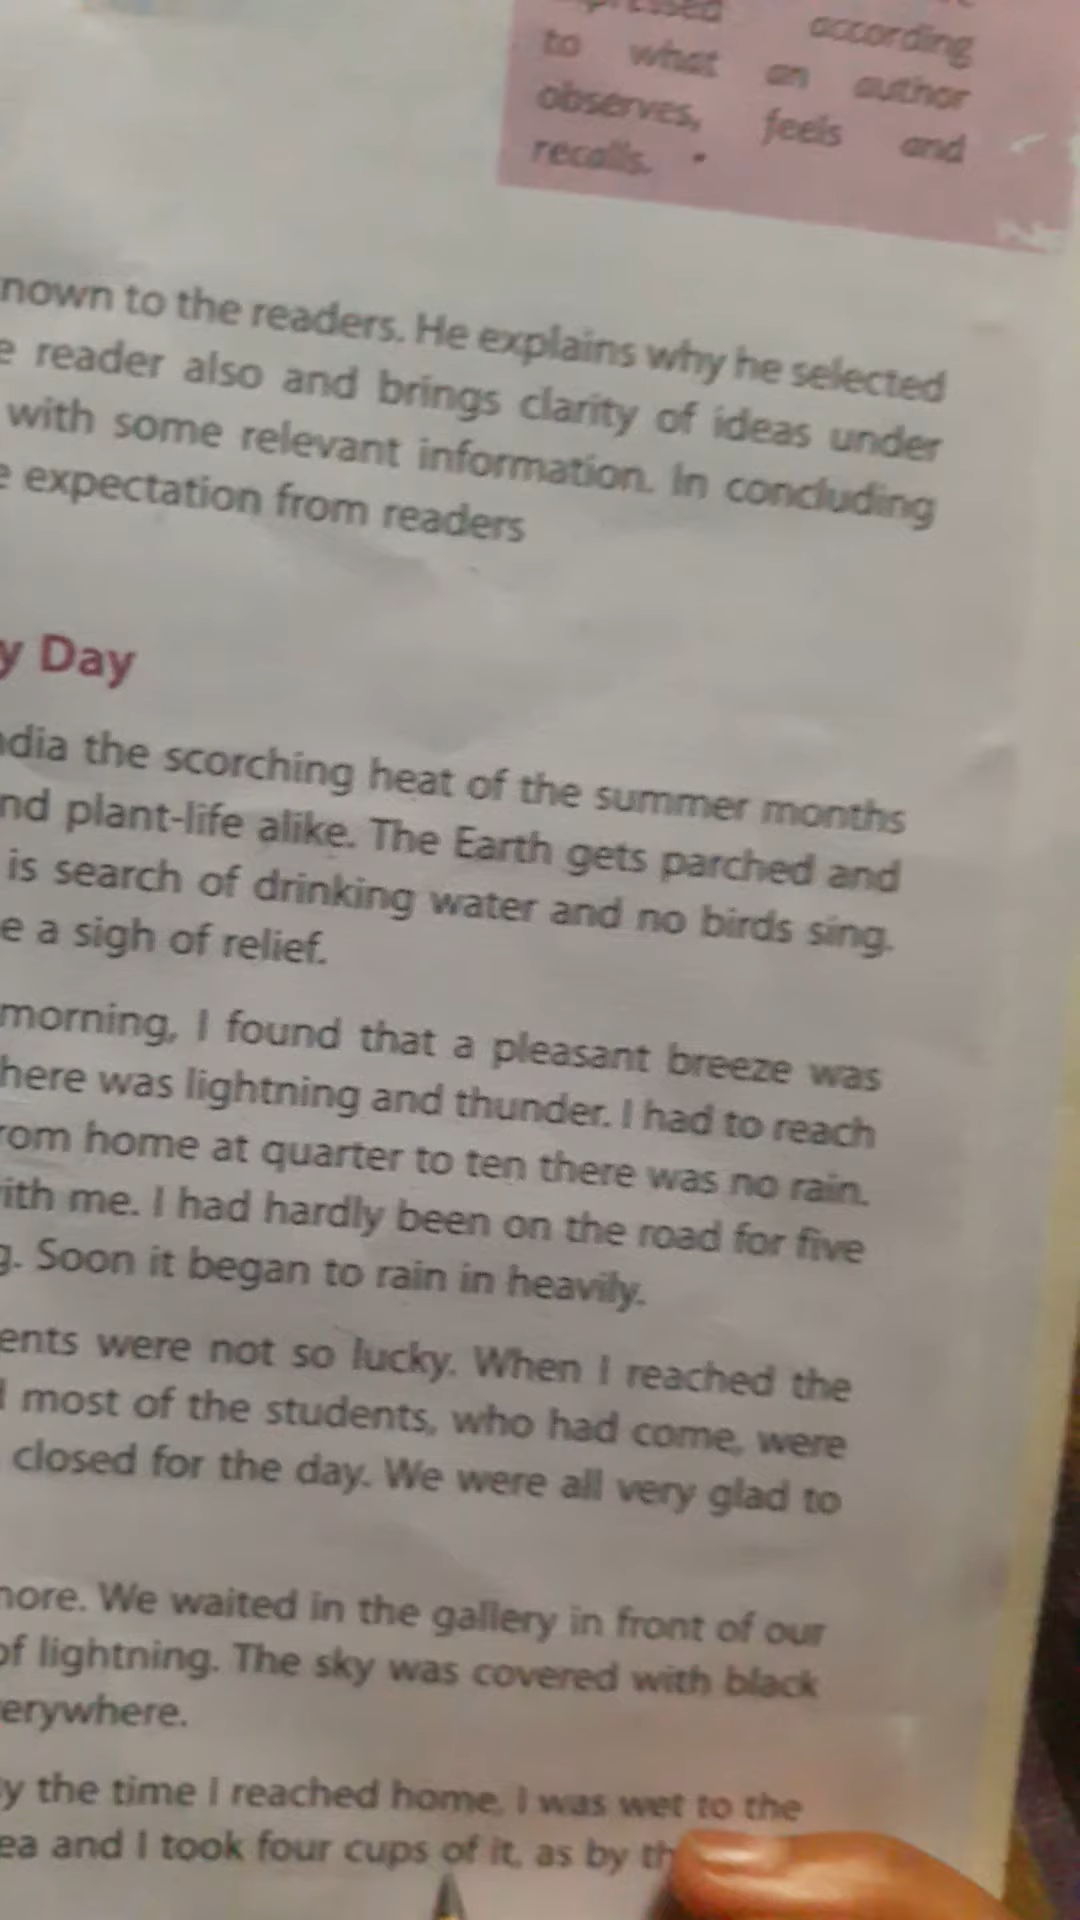 according
to what an author
observes, feels and
recalls.
to the readers. He explains why he selected
reader also and brings clarity of ideas under
with some relevant information. In concluding
expectation from readers
y Day
the scorching heat of the summer months
plant-life alike. The Earth gets parched and
is search of drinking water and no birds sing.
a sigh of relief.
morning, I found that a pleasant breeze was
here was lightning and thunder. I had to reach
rom home at quarter to ten there was no rain.
ith me. I had hardly been on the road for five
g. Soon it began to rain in heavily.
ents were not so lucky. When I reached the
most of the students, who had come, were
closed for the day. We were all very glad to
nore. We waited in the gallery in front of our
of lightning. The sky was covered with black
erywhere.
y the time I reached home, I was wet to the
ea and I took four cups of it, as by th